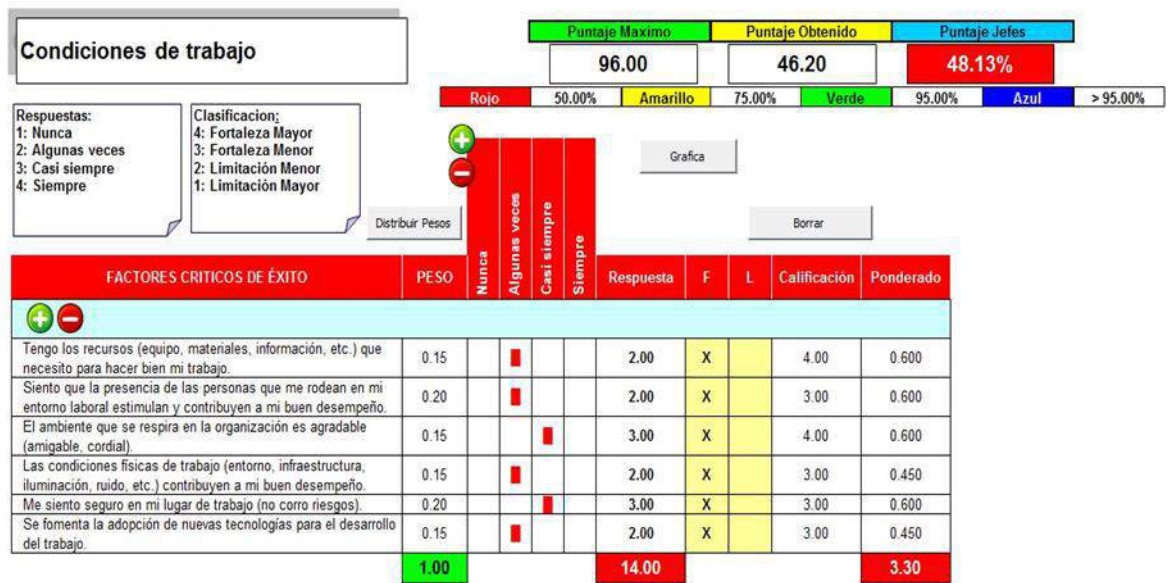 Condiciones de trabajo
Puntaje Maximo Puntaje Obtenido Puntaje Jefes
96.00 46.20 48.13%
Rojo 50.00% Amarillo 75.00% Verde 95.00% Azul > 95.00%
Respuestas:
1: Nunca
2: Algunas veces
3: Casi siempre
4: Siempre
Clasificacion:
4: Fortaleza Mayor
3: Fortaleza Menor
2: Limitación Menor
1: Limitación Mayor
Grafica
Distribuir Pesos
Borrar
FACTORES CRITICOS DE ÉXITO PESO Nunca Algunas veces Casi siempre Siempre Respuesta F L Calificación Ponderado
Tengo los recursos (equipo, materiales, información, etc.) que
necesito para hacer bien mi trabajo. 0.15 2.00 X 4.00 0.600
Siento que la presencia de las personas que me rodean en mi
entorno laboral estimulan y contribuyen a mi buen desempeño. 0.20 2.00 X 3.00 0.600
El ambiente que se respira en la organización es agradable
(amigable, cordial). 0.15 3.00 X 4.00 0.600
Las condiciones físicas de trabajo (entorno, infraestructura,
iluminación, ruido, etc.) contribuyen a mi buen desempeño. 0.15 2.00 X 3.00 0.450
Me siento seguro en mi lugar de trabajo (no corro riesgos). 0.20 3.00 X 3.00 0.600
Se fomenta la adopción de nuevas tecnologías para el desarrollo
del trabajo. 0.15 2.00 X 3.00 0.450
1.00 14.00 3.30